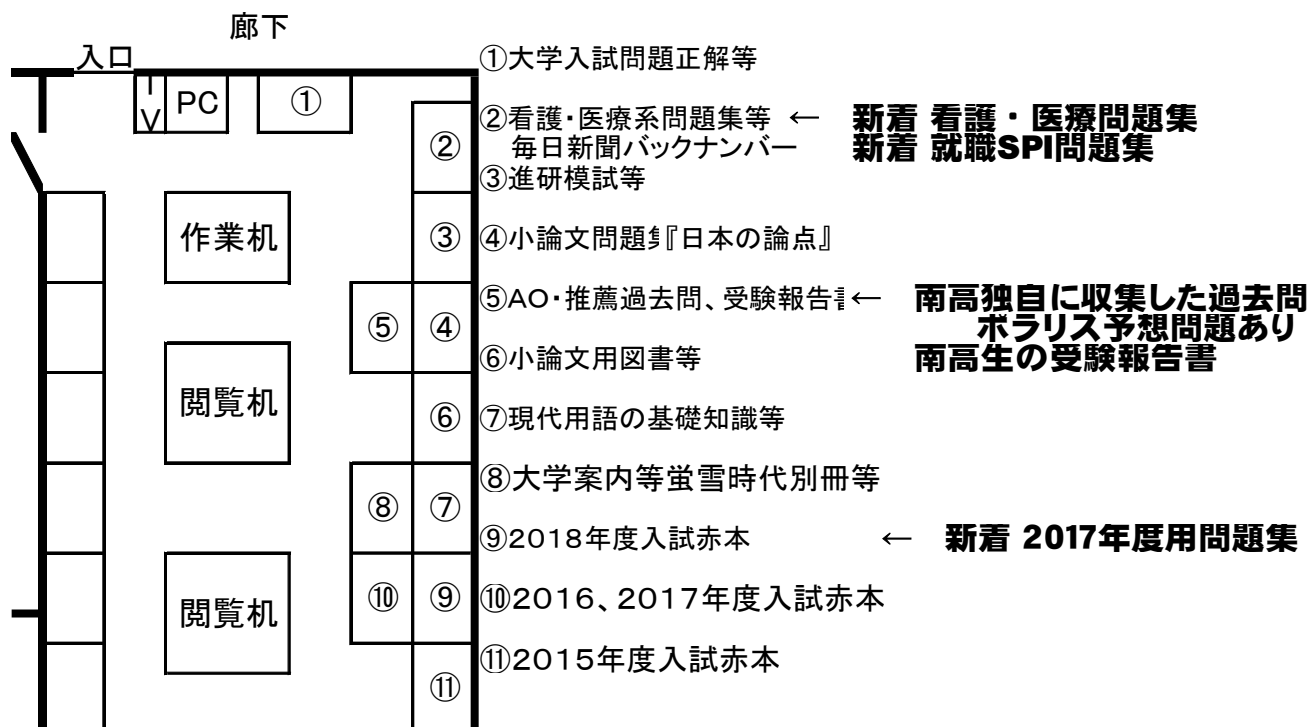 廊下
入口
TV
PC
①
②
作業机
③
⑤
④
閲覧机
⑥
⑧
⑦
閲覧机
⑩
⑨
⑪
①大学入試問題正解等
②看護・医療系問題集等 ← 新着 看護・医療問題集
毎日新聞バックナンバー 新着 就職SPI問題集
③進研模試等
④小論文問題集『日本の論点』
⑤AO・推薦過去問、受験報告書← 南高独自に収集した過去問
ポラリス予想問題あり
⑥小論文用図書等 南高生の受験報告書
⑦現代用語の基礎知識等
⑧大学案内等蛍雪時代別冊等
⑨2018年度入試赤本 ← 新着 2017年度用問題集
⑩2016、2017年度入試赤本
⑪2015年度入試赤本